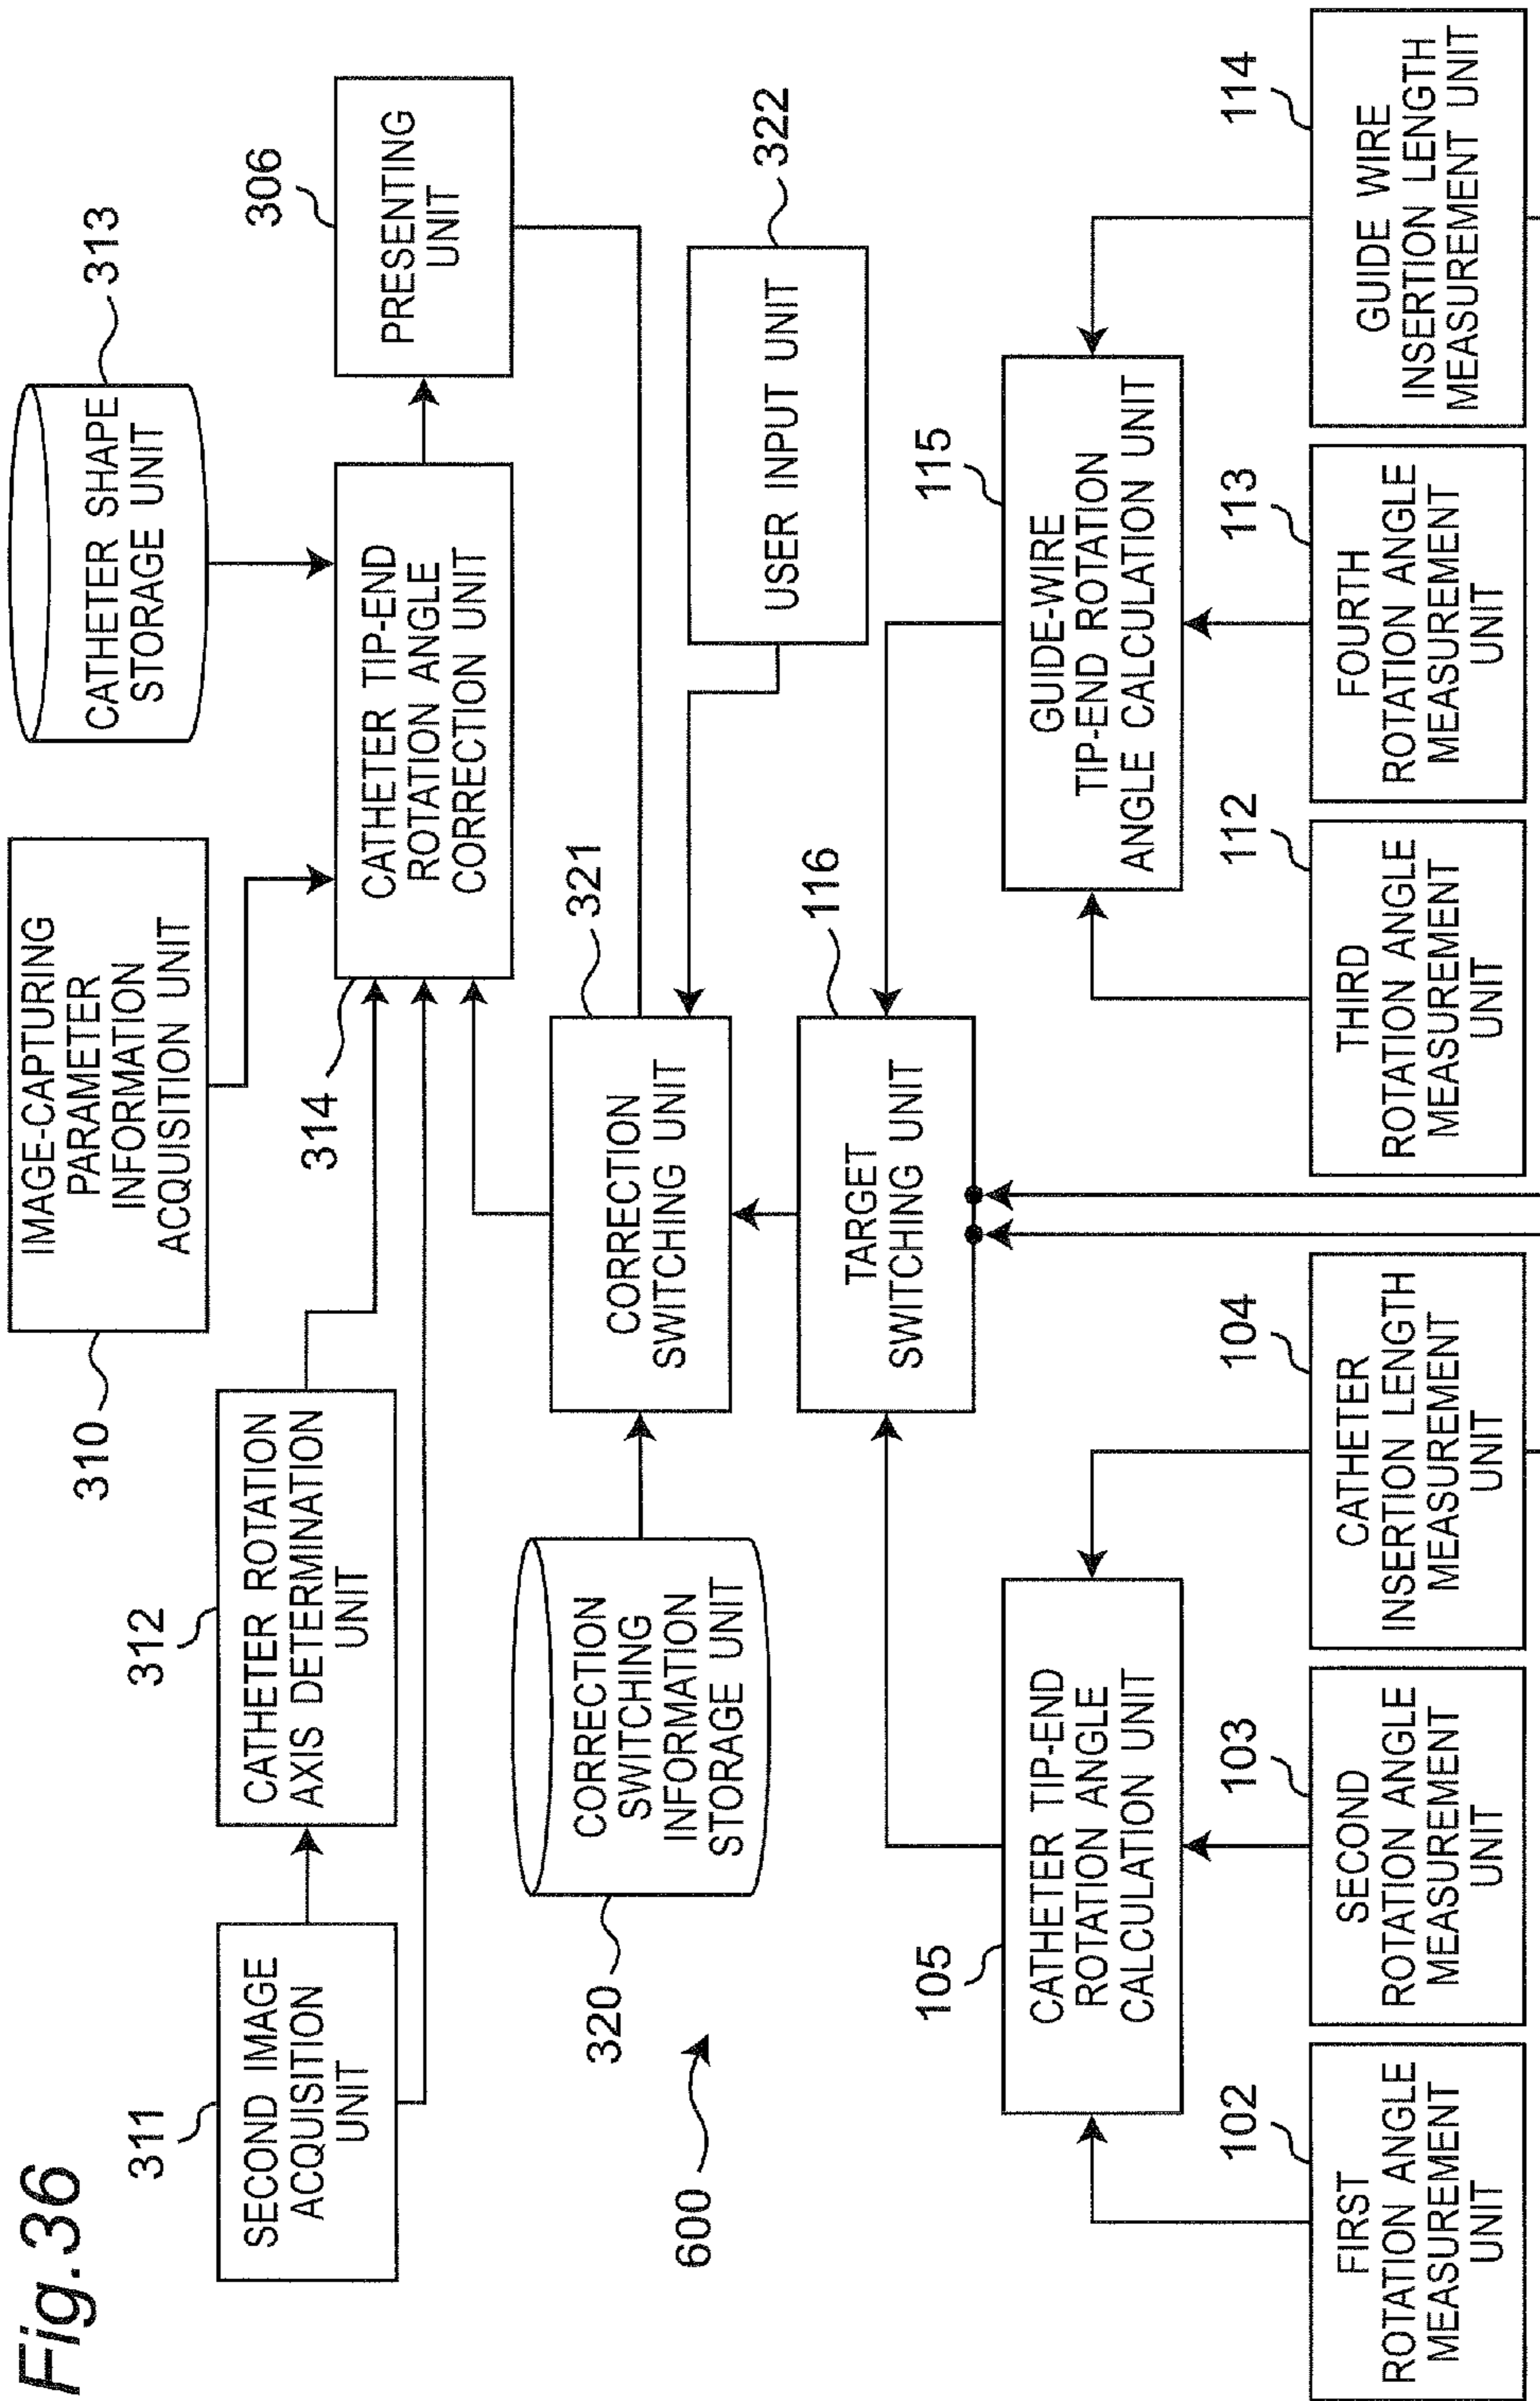 Fig.36
311
SECOND IMAGE
ACQUISITION
UNIT
312
CATHETER ROTATION
AXIS DETERMINATION
UNIT
310
IMAGE-CAPTURING
PARAMETER
INFORMATION
ACQUISITION UNIT
313
CATHETER SHAPE
STORAGE UNIT
314
CATHETER TIP-END
ROTATION ANGLE
CORRECTION UNIT
306
PRESENTING
UNIT
320
CORRECTION
SWITCHING
INFORMATION
STORAGE UNIT
321
CORRECTION
SWITCHING UNIT
322
USER INPUT UNIT
600
116
TARGET
SWITCHING UNIT
105
CATHETER TIP-END
ROTATION ANGLE
CALCULATION UNIT
115
GUIDE-WIRE
TIP-END ROTATION
ANGLE CALCULATION UNIT
102
FIRST
ROTATION ANGLE
MEASUREMENT
UNIT
103
SECOND
ROTATION ANGLE
MEASUREMENT
UNIT
104
CATHETER
INSERTION LENGTH
MEASUREMENT
UNIT
112
THIRD
ROTATION ANGLE
MEASUREMENT
UNIT
113
FOURTH
ROTATION ANGLE
MEASUREMENT
UNIT
114
GUIDE WIRE
INSERTION LENGTH
MEASUREMENT UNIT